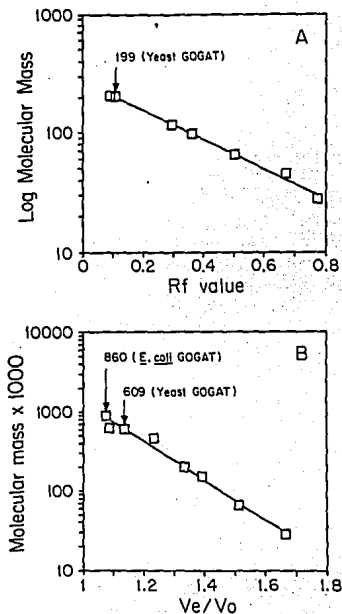 1000
A
199 (Yeast GOGAT)
Log Molecular Mass
100
10
0
0.2
0.4
0.6
0.8
Rf value
10000
B
860 (E. coli GOGAT)
609 (Yeast GOGAT)
Molecular mass x 1000
1000
100
10
1
1.2
1.4
1.6
1.8
Ve/Vo